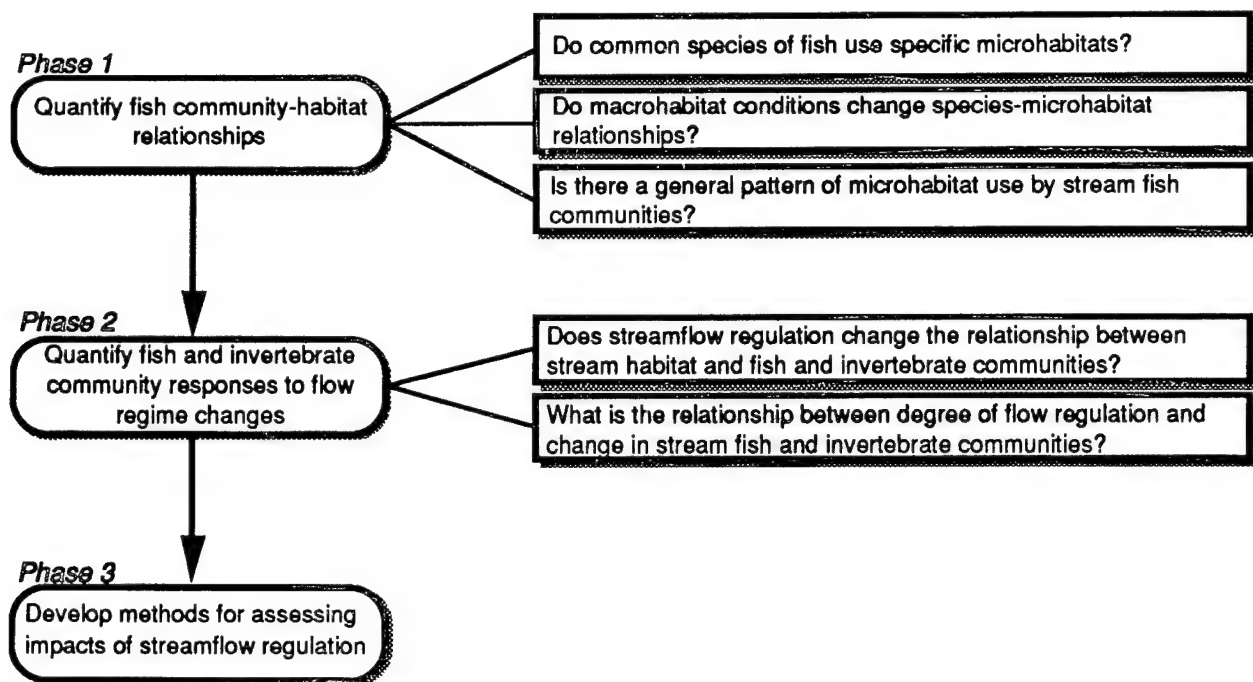 Phase 1
Quantify fish community-habitat
relationships
Do common species of fish use specific microhabitats?
Do macrohabitat conditions change species-microhabitat
relationships?
Is there a general pattern of microhabitat use by stream fish
communities?
Phase 2
Quantify fish and invertebrate
community responses to flow
regime changes
Does streamflow regulation change the relationship between
stream habitat and fish and invertebrate communities?
What is the relationship between degree of flow regulation and
change in stream fish and invertebrate communities?
Phase 3
Develop methods for assessing
impacts of streamflow regulation